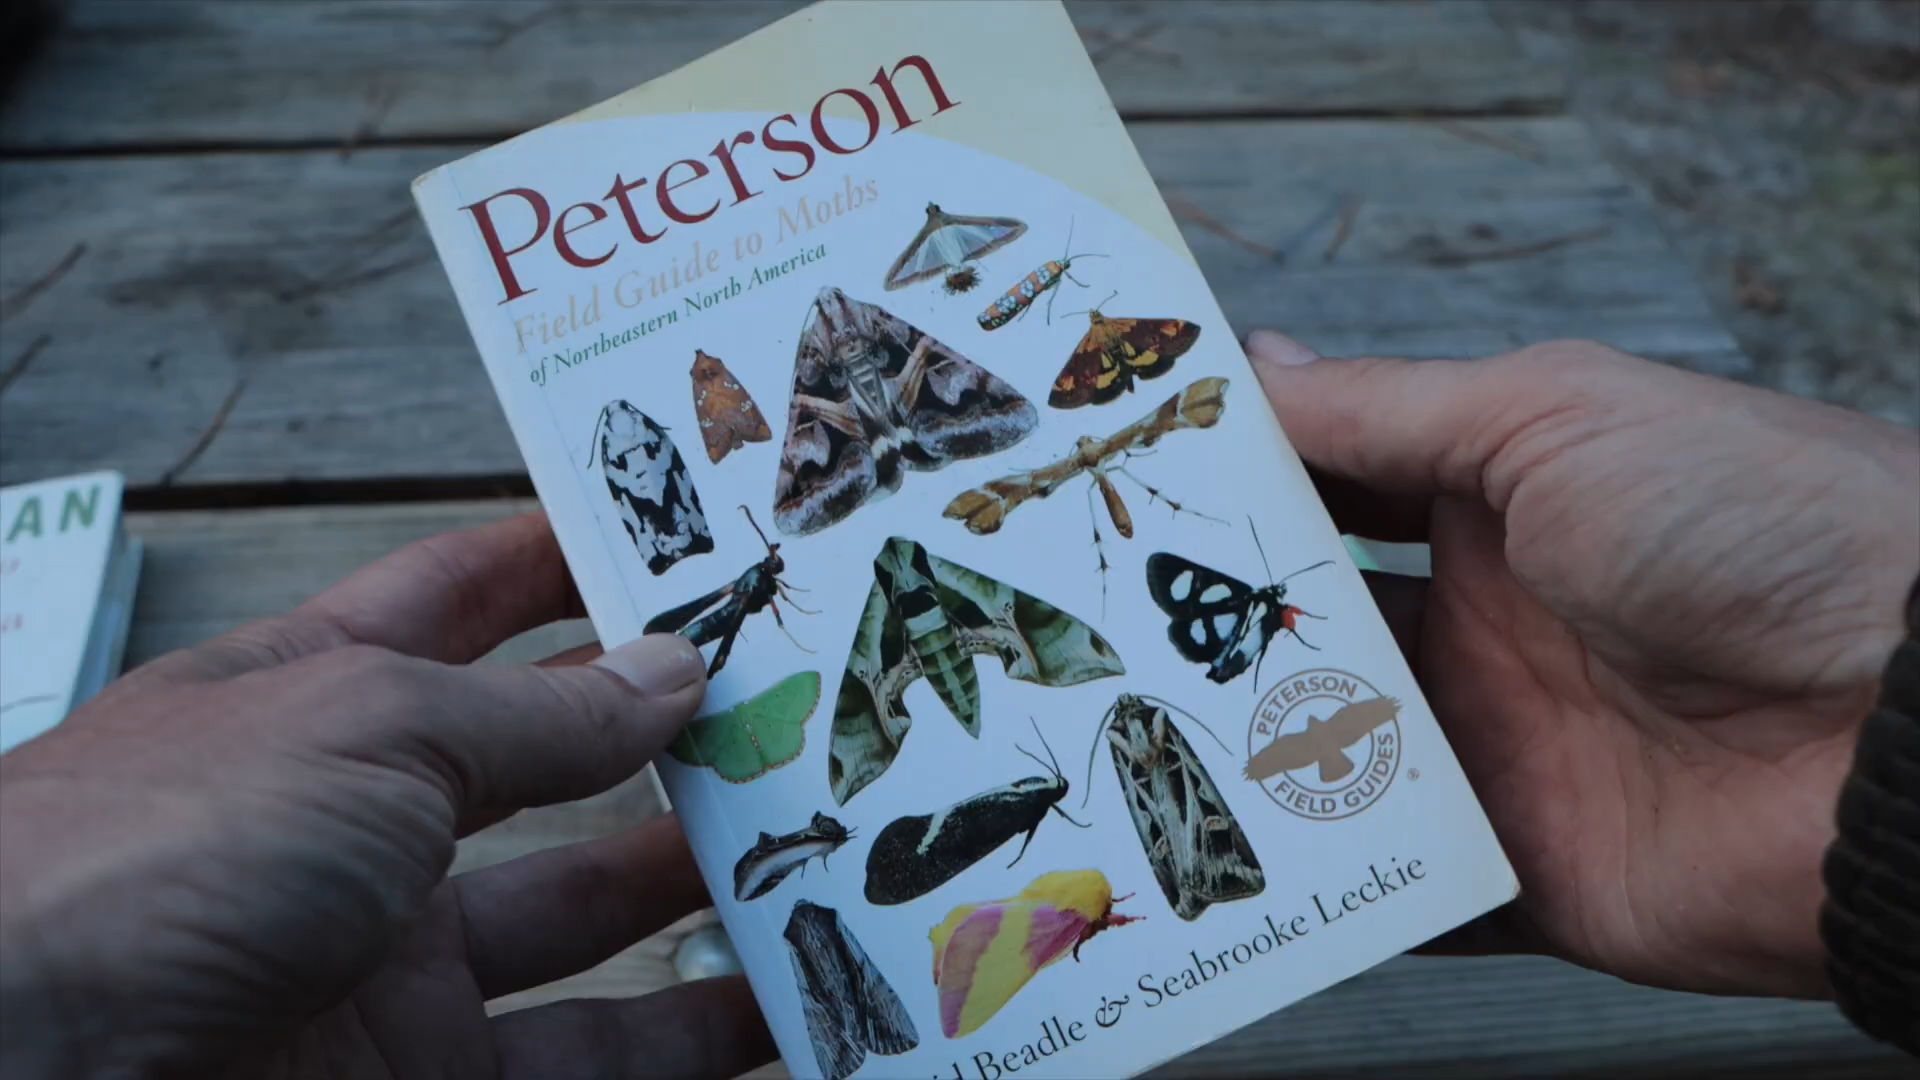 Peterson
Field Guide to Moths
of Northeastern North America
AN
PETERSON
FIELD GUIDES
®
Beadle & Seabrooke Leckie